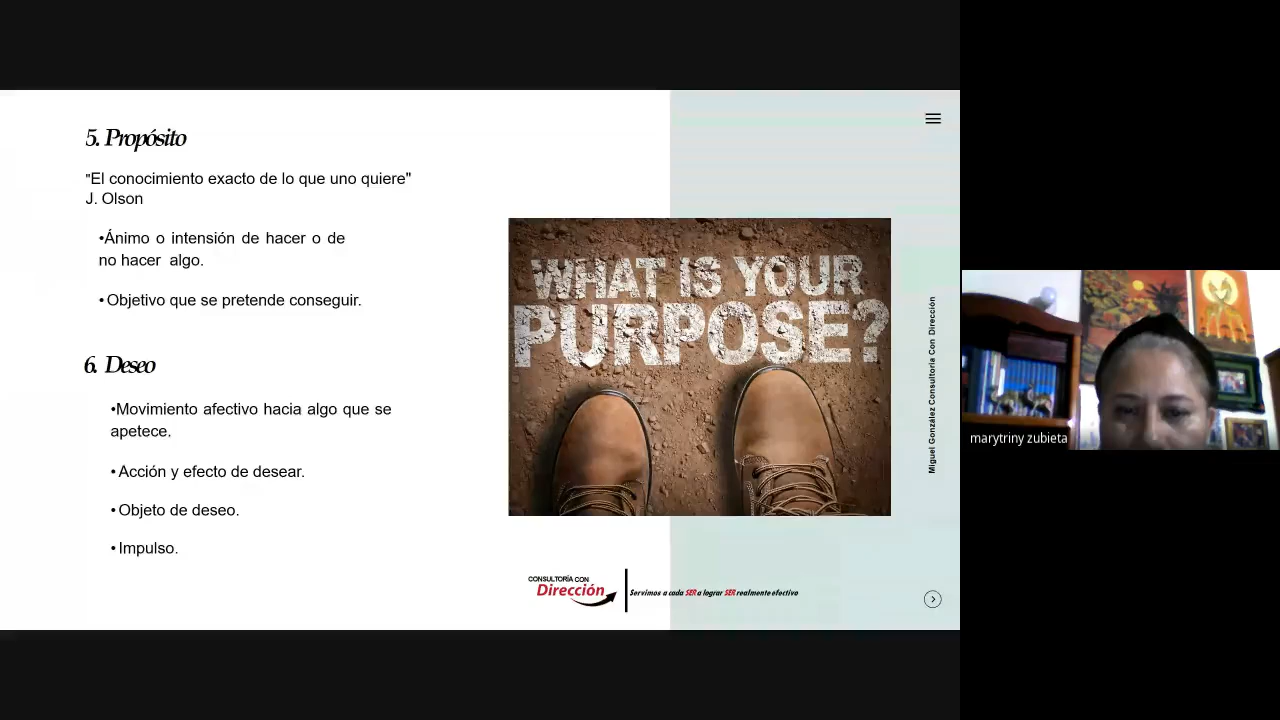 5. Propósito
"El conocimiento exacto de lo que uno quiere"
J. Olson
•Ánimo o intensión de hacer o de
no hacer algo.
•Objetivo que se pretende conseguir.
6. Deseo
•Movimiento afectivo hacia algo que se
apetece.
•Acción y efecto de desear.
•Objeto de deseo.
•Impulso.
WHAT IS YOUR
PURPOSE?
CONSULTORÍA CON
Dirección
Servimos a cada SER a lograr SER realmente efectivo
Miguel González Consultoría Con Dirección
marytriny zubieta